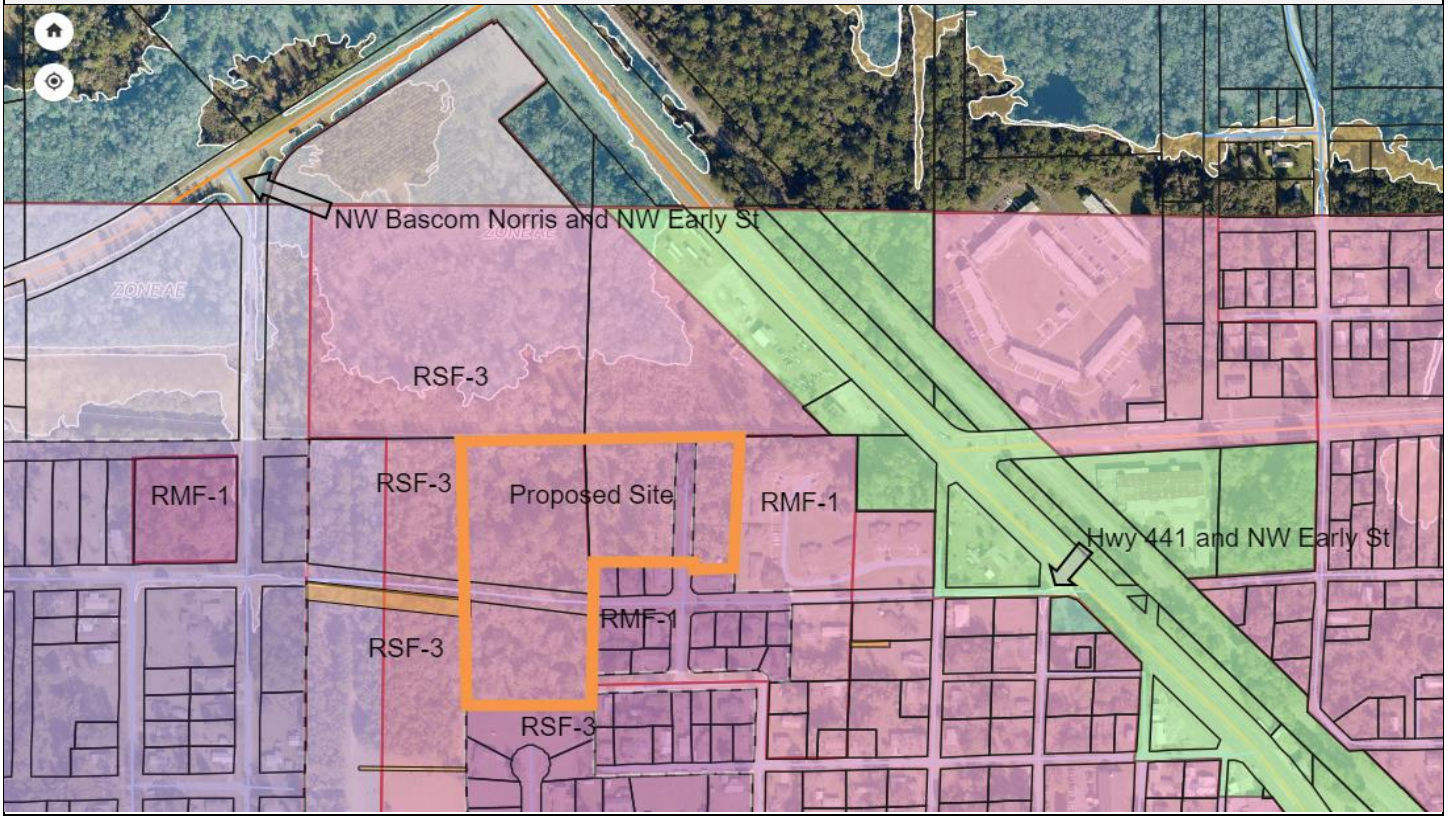 NW Bascom Norris and NW Early St
ZONE AE
ZONE AE
RSF-3
RSF-3
Proposed Site
RMF-1
RMF-1
Hwy 441 and NW Early St
RMF-1
RSF-3
RSF-3